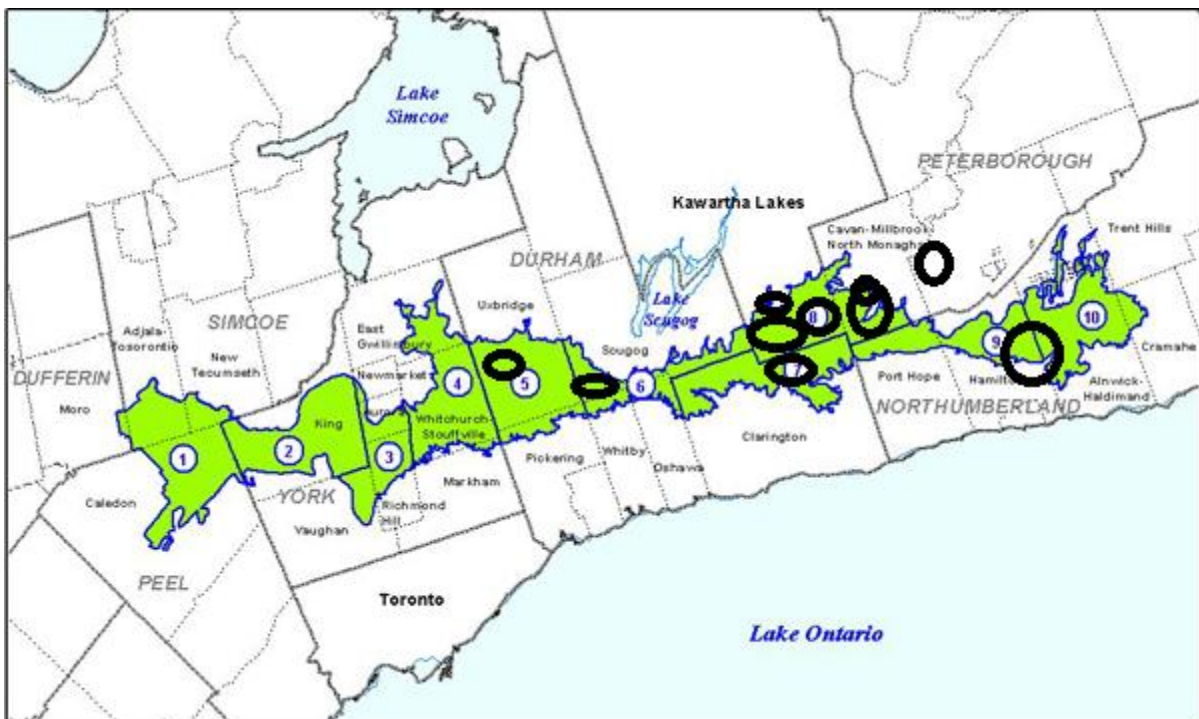 Lake
Simcoe
PETERBOROUGH
Kawartha Lakes
Cavan-Millbrook-
North Monaghan
Trent Hills
DURHAM
Uxbridge
Lake
Scugog
SIMCOE
Adjala-
Tosorontio
New
Tecumseth
East
Gwillimbury
Newmarket
Aurora
DUFFERIN
Mono
King
Whitchurch-
Stouffville
Scugog
1
2
3
4
5
6
7
8
9
10
Cramahe
Port Hope
Hamilton
Alnwick-
Haldimand
NORTHUMBERLAND
Clarington
Pickering
Whitby
Oshawa
Markham
Richmond
Hill
YORK
Vaughan
Caledon
PEEL
Toronto
Lake Ontario